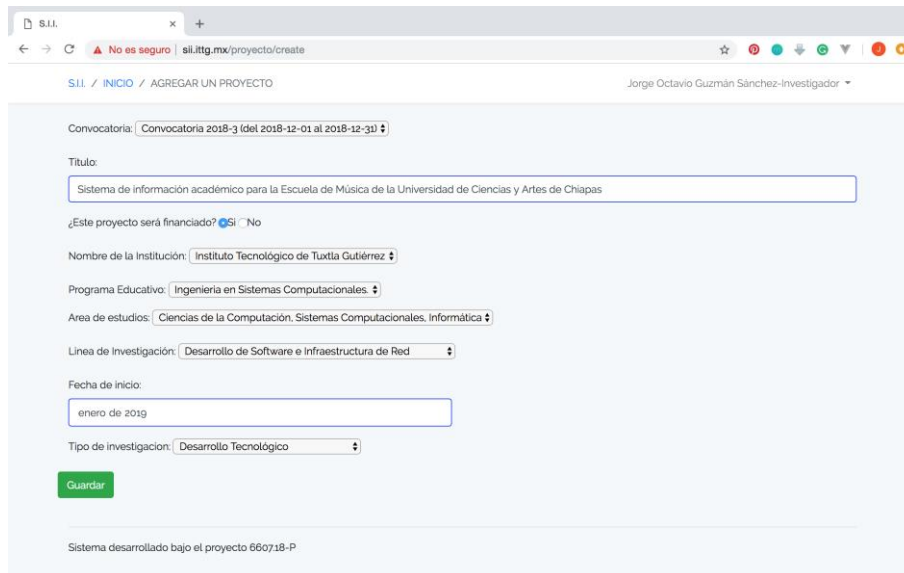 S.I.I.
No es seguro | sii.ittg.mx/proyecto/create
S.I.I. / INICIO / AGREGAR UN PROYECTO
Jorge Octavio Guzmán Sánchez-Investigador
Convocatoria: Convocatoria 2018-3 (del 2018-12-01 al 2018-12-31)
Titulo:
Sistema de información académico para la Escuela de Música de la Universidad de Ciencias y Artes de Chiapas
¿Este proyecto será financiado? Si No
Nombre de la Institución: Instituto Tecnológico de Tuxtla Gutiérrez
Programa Educativo: Ingenieria en Sistemas Computacionales.
Area de estudios: Ciencias de la Computación, Sistemas Computacionales, Informática
Linea de Investigación: Desarrollo de Software e Infraestructura de Red
Fecha de inicio:
enero de 2019
Tipo de investigacion: Desarrollo Tecnológico
Guardar
Sistema desarrollado bajo el proyecto 6607.18-P